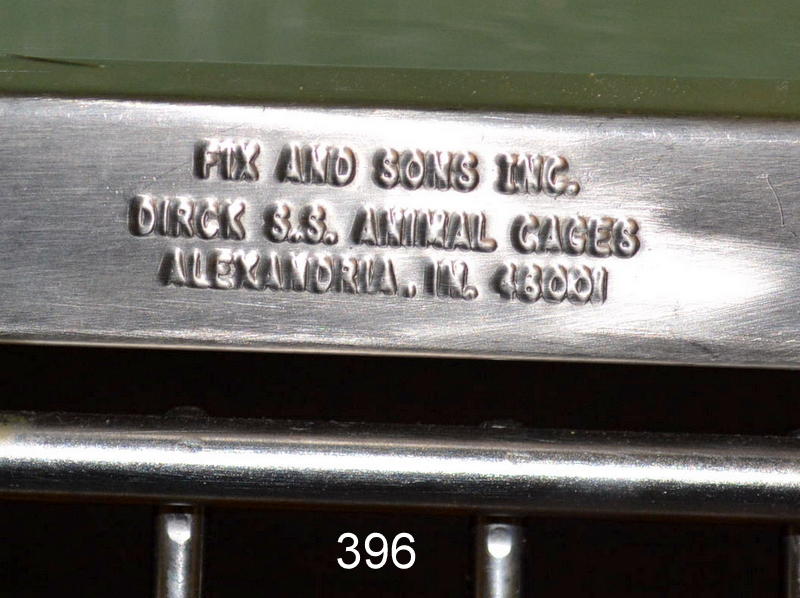 FIX AND SONS INC.
DIRCK S.S. ANIMAL CAGES
ALEXANDRIA, IN. 46001
396